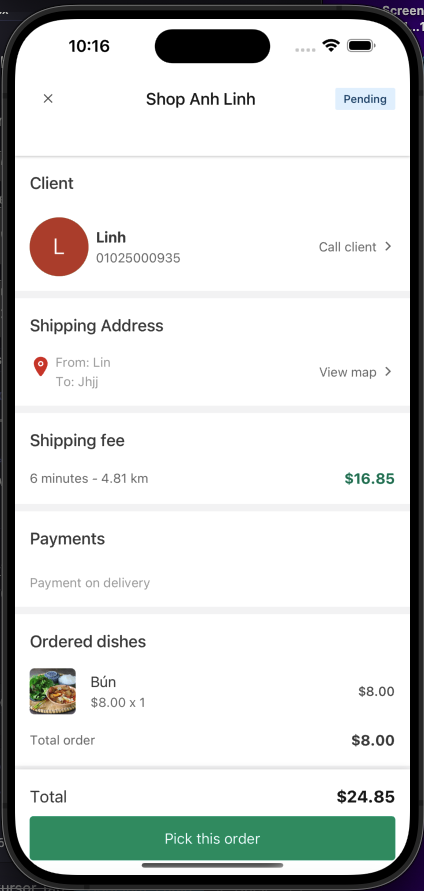 Screen
...1
10:16
Shop Anh Linh
Pending
Client
L
Linh
01025000935
Call client
Shipping Address
From: Lin
To: Jhjj
View map
Shipping fee
6 minutes - 4.81 km
$16.85
Payments
Payment on delivery
Ordered dishes
Bún
$8.00 x 1
$8.00
Total order
$8.00
Total
$24.85
Pick this order